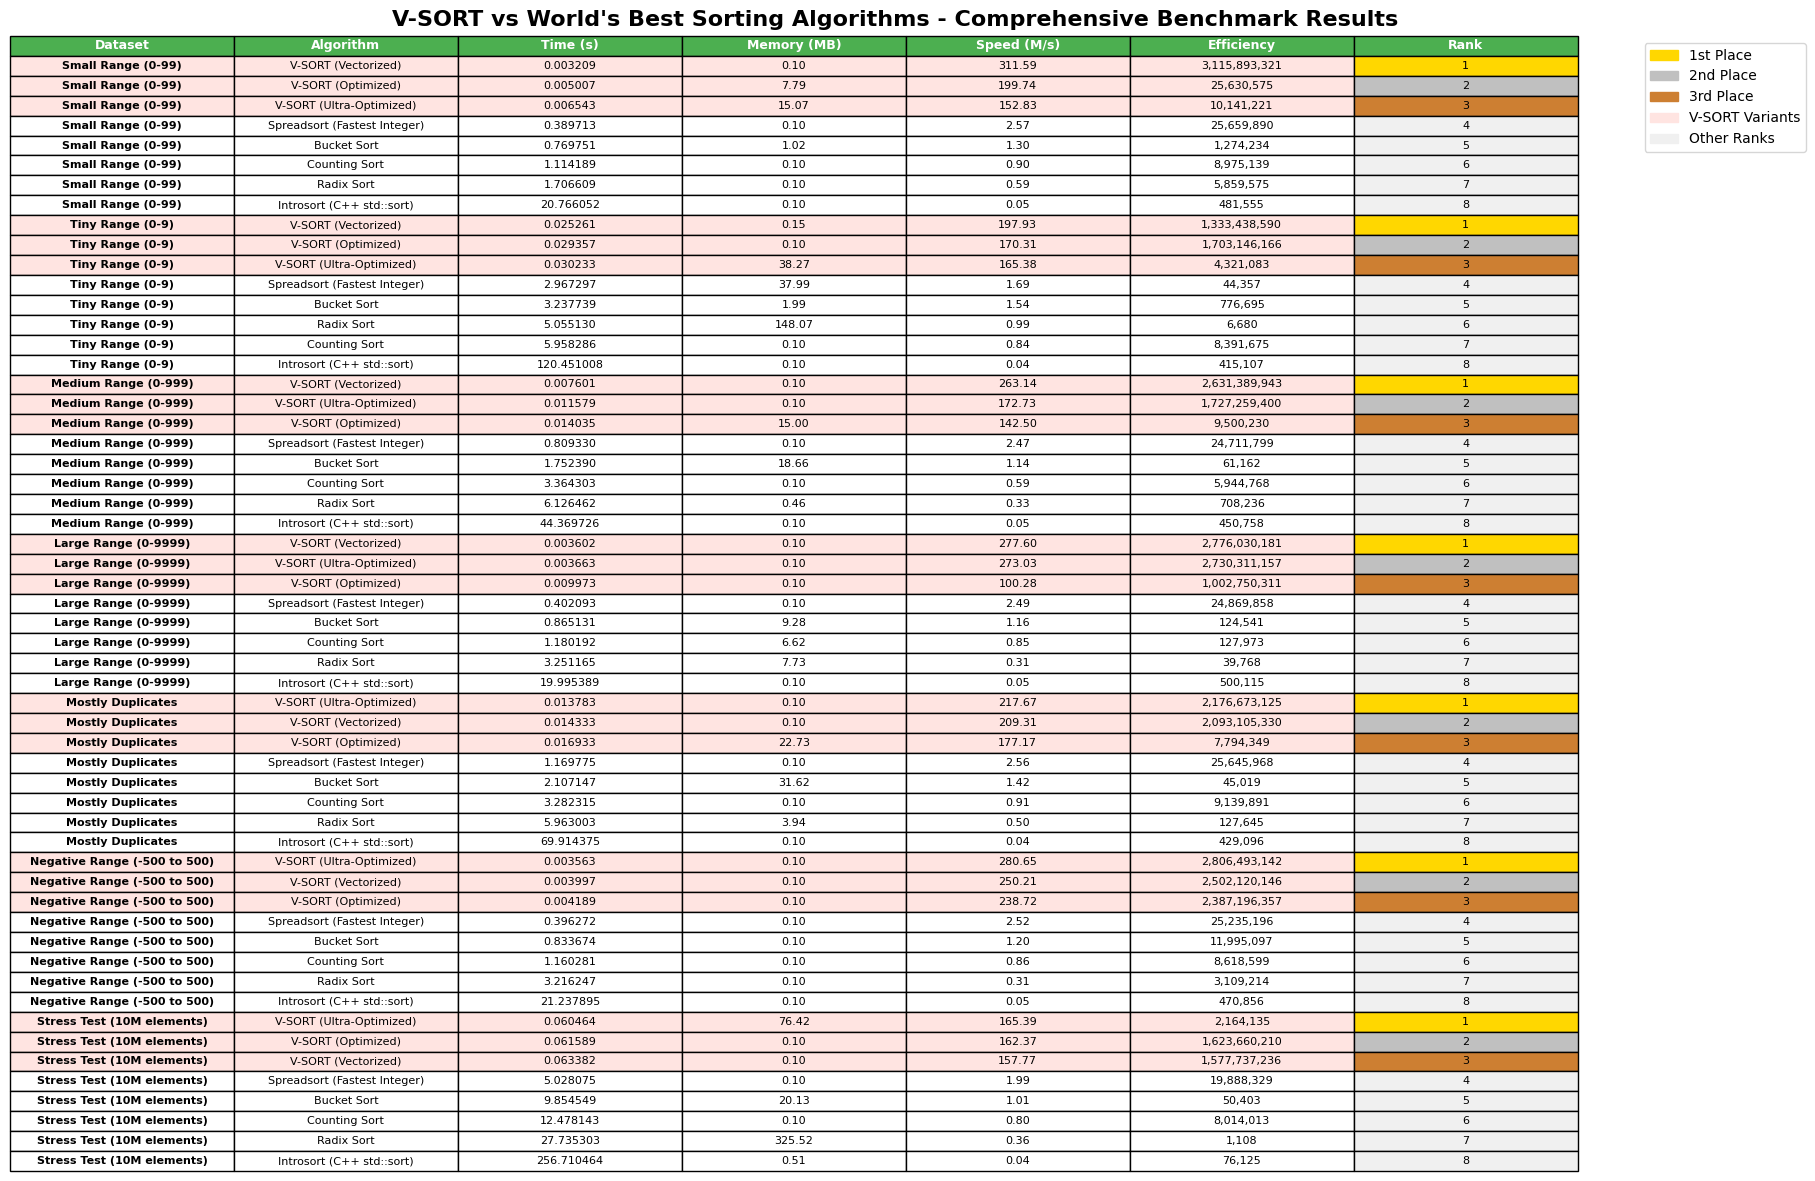 V-SORT vs World's Best Sorting Algorithms - Comprehensive Benchmark Results
Dataset Algorithm Time (s) Memory (MB) Speed (M/s) Efficiency Rank
Small Range (0-99) V-SORT (Vectorized) 0.003209 0.10 311.59 3,115,893,321 1
Small Range (0-99) V-SORT (Optimized) 0.005007 7.79 199.74 25,630,575 2
Small Range (0-99) V-SORT (Ultra-Optimized) 0.006543 15.07 152.83 10,141,221 3
Small Range (0-99) Spreadsort (Fastest Integer) 0.389713 0.10 2.57 25,659,890 4
Small Range (0-99) Bucket Sort 0.769751 1.02 1.30 1,274,234 5
Small Range (0-99) Counting Sort 1.114189 0.10 0.90 8,975,139 6
Small Range (0-99) Radix Sort 1.706609 0.10 0.59 5,859,575 7
Small Range (0-99) Introsort (C++ std::sort) 20.766052 0.10 0.05 481,555 8
Tiny Range (0-9) V-SORT (Vectorized) 0.025261 0.15 197.93 1,333,438,590 1
Tiny Range (0-9) V-SORT (Optimized) 0.029357 0.10 170.31 1,703,146,166 2
Tiny Range (0-9) V-SORT (Ultra-Optimized) 0.030233 38.27 165.38 4,321,083 3
Tiny Range (0-9) Spreadsort (Fastest Integer) 2.967297 37.99 1.69 44,357 4
Tiny Range (0-9) Bucket Sort 3.237739 1.99 1.54 776,695 5
Tiny Range (0-9) Radix Sort 5.055130 148.07 0.99 6,680 6
Tiny Range (0-9) Counting Sort 5.958286 0.10 0.84 8,391,675 7
Tiny Range (0-9) Introsort (C++ std::sort) 120.451008 0.10 0.04 415,107 8
Medium Range (0-999) V-SORT (Vectorized) 0.007601 0.10 263.14 2,631,389,943 1
Medium Range (0-999) V-SORT (Ultra-Optimized) 0.011579 0.10 172.73 1,727,259,400 2
Medium Range (0-999) V-SORT (Optimized) 0.014035 15.00 142.50 9,500,230 3
Medium Range (0-999) Spreadsort (Fastest Integer) 0.809330 0.10 2.47 24,711,799 4
Medium Range (0-999) Bucket Sort 1.752390 18.66 1.14 61,162 5
Medium Range (0-999) Counting Sort 3.364303 0.10 0.59 5,944,768 6
Medium Range (0-999) Radix Sort 6.126462 0.46 0.33 708,236 7
Medium Range (0-999) Introsort (C++ std::sort) 44.369726 0.10 0.05 450,758 8
Large Range (0-9999) V-SORT (Vectorized) 0.003602 0.10 277.60 2,776,030,181 1
Large Range (0-9999) V-SORT (Ultra-Optimized) 0.003663 0.10 273.03 2,730,311,157 2
Large Range (0-9999) V-SORT (Optimized) 0.009973 0.10 100.28 1,002,750,311 3
Large Range (0-9999) Spreadsort (Fastest Integer) 0.402093 0.10 2.49 24,869,858 4
Large Range (0-9999) Bucket Sort 0.865131 9.28 1.16 124,541 5
Large Range (0-9999) Counting Sort 1.180192 6.62 0.85 127,973 6
Large Range (0-9999) Radix Sort 3.251165 7.73 0.31 39,768 7
Large Range (0-9999) Introsort (C++ std::sort) 19.995389 0.10 0.05 500,115 8
Mostly Duplicates V-SORT (Ultra-Optimized) 0.013783 0.10 217.67 2,176,673,125 1
Mostly Duplicates V-SORT (Vectorized) 0.014333 0.10 209.31 2,093,105,330 2
Mostly Duplicates V-SORT (Optimized) 0.016933 22.73 177.17 7,794,349 3
Mostly Duplicates Spreadsort (Fastest Integer) 1.169775 0.10 2.56 25,645,968 4
Mostly Duplicates Bucket Sort 2.107147 31.62 1.42 45,019 5
Mostly Duplicates Counting Sort 3.282315 0.10 0.91 9,139,891 6
Mostly Duplicates Radix Sort 5.963003 3.94 0.50 127,645 7
Mostly Duplicates Introsort (C++ std::sort) 69.914375 0.10 0.04 429,096 8
Negative Range (-500 to 500) V-SORT (Ultra-Optimized) 0.003563 0.10 280.65 2,806,493,142 1
Negative Range (-500 to 500) V-SORT (Vectorized) 0.003997 0.10 250.21 2,502,120,146 2
Negative Range (-500 to 500) V-SORT (Optimized) 0.004189 0.10 238.72 2,387,196,357 3
Negative Range (-500 to 500) Spreadsort (Fastest Integer) 0.396272 0.10 2.52 25,235,196 4
Negative Range (-500 to 500) Bucket Sort 0.833674 0.10 1.20 11,995,097 5
Negative Range (-500 to 500) Counting Sort 1.160281 0.10 0.86 8,618,599 6
Negative Range (-500 to 500) Radix Sort 3.216247 0.10 0.31 3,109,214 7
Negative Range (-500 to 500) Introsort (C++ std::sort) 21.237895 0.10 0.05 470,856 8
Stress Test (10M elements) V-SORT (Ultra-Optimized) 0.060464 76.42 165.39 2,164,135 1
Stress Test (10M elements) V-SORT (Optimized) 0.061589 0.10 162.37 1,623,660,210 2
Stress Test (10M elements) V-SORT (Vectorized) 0.063382 0.10 157.77 1,577,737,236 3
Stress Test (10M elements) Spreadsort (Fastest Integer) 5.028075 0.10 1.99 19,888,329 4
Stress Test (10M elements) Bucket Sort 9.854549 20.13 1.01 50,403 5
Stress Test (10M elements) Counting Sort 12.478143 0.10 0.80 8,014,013 6
Stress Test (10M elements) Radix Sort 27.735303 325.52 0.36 1,108 7
Stress Test (10M elements) Introsort (C++ std::sort) 256.710464 0.51 0.04 76,125 8
1st Place
2nd Place
3rd Place
V-SORT Variants
Other Ranks